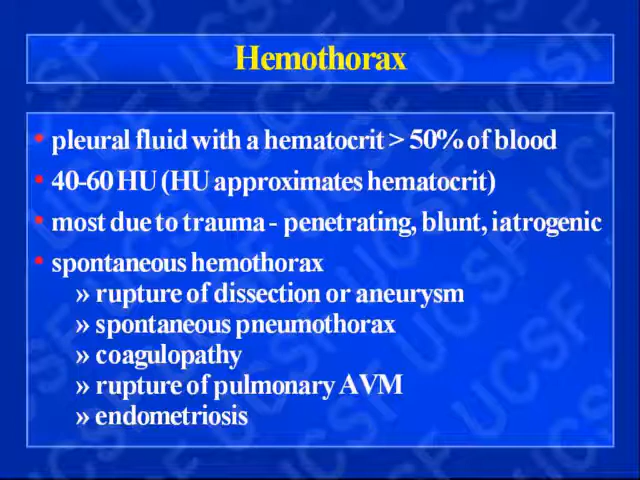 Hemothorax
• pleural fluid with a hematocrit > 50% of blood
• 40-60 HU (HU approximates hematocrit)
• most due to trauma - penetrating, blunt, iatrogenic
• spontaneous hemothorax
» rupture of dissection or aneurysm
» spontaneous pneumothorax
» coagulopathy
» rupture of pulmonary AVM
» endometriosis
UCSF